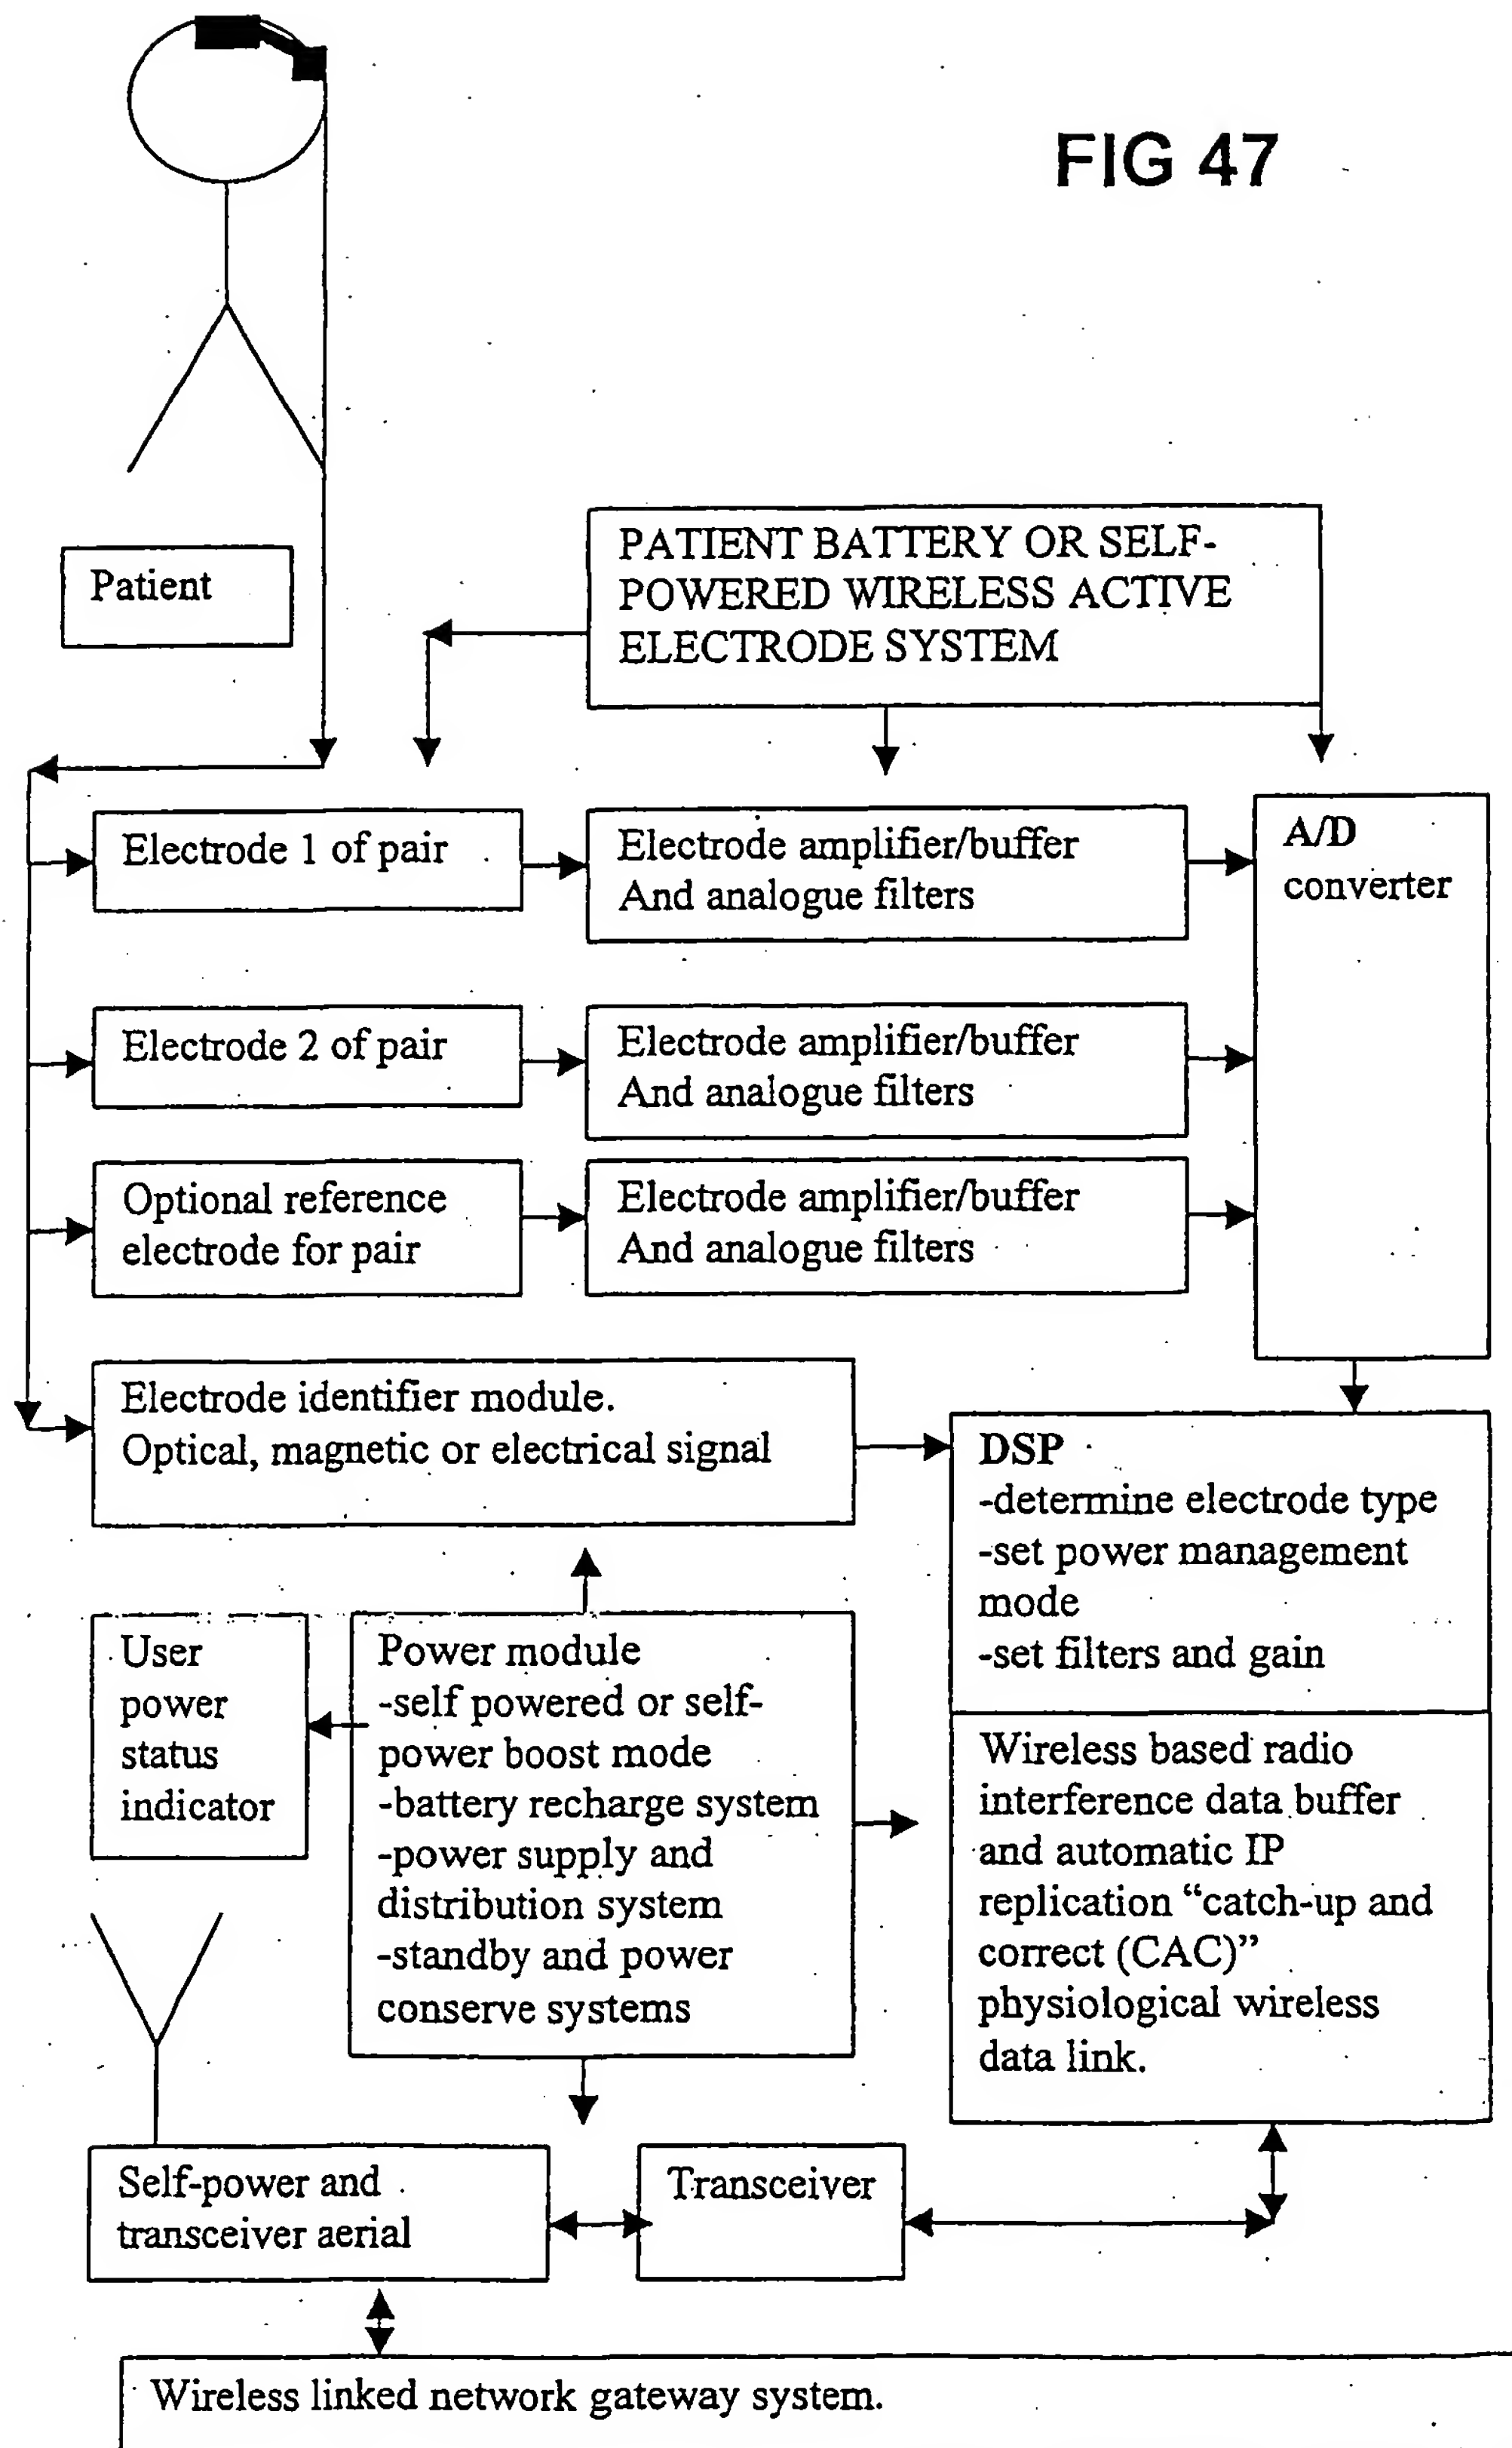 FIG 47
Patient
PATIENT BATTERY OR SELF-
POWERED WIRELESS ACTIVE
ELECTRODE SYSTEM
Electrode 1 of pair
Electrode amplifier/buffer
And analogue filters
A/D
converter
Electrode 2 of pair
Electrode amplifier/buffer
And analogue filters
Optional reference
electrode for pair
Electrode amplifier/buffer
And analogue filters
Electrode identifier module.
Optical, magnetic or electrical signal
DSP
-determine electrode type
-set power management
mode
-set filters and gain
User
power
status
indicator
Power module
-self powered or self-
power boost mode
-battery recharge system
-power supply and
distribution system
-standby and power
conserve systems
Wireless based radio
interference data buffer
and automatic IP
replication “catch-up and
correct (CAC)”
physiological wireless
data link.
Self-power and
transceiver aerial
Transceiver
Wireless linked network gateway system.